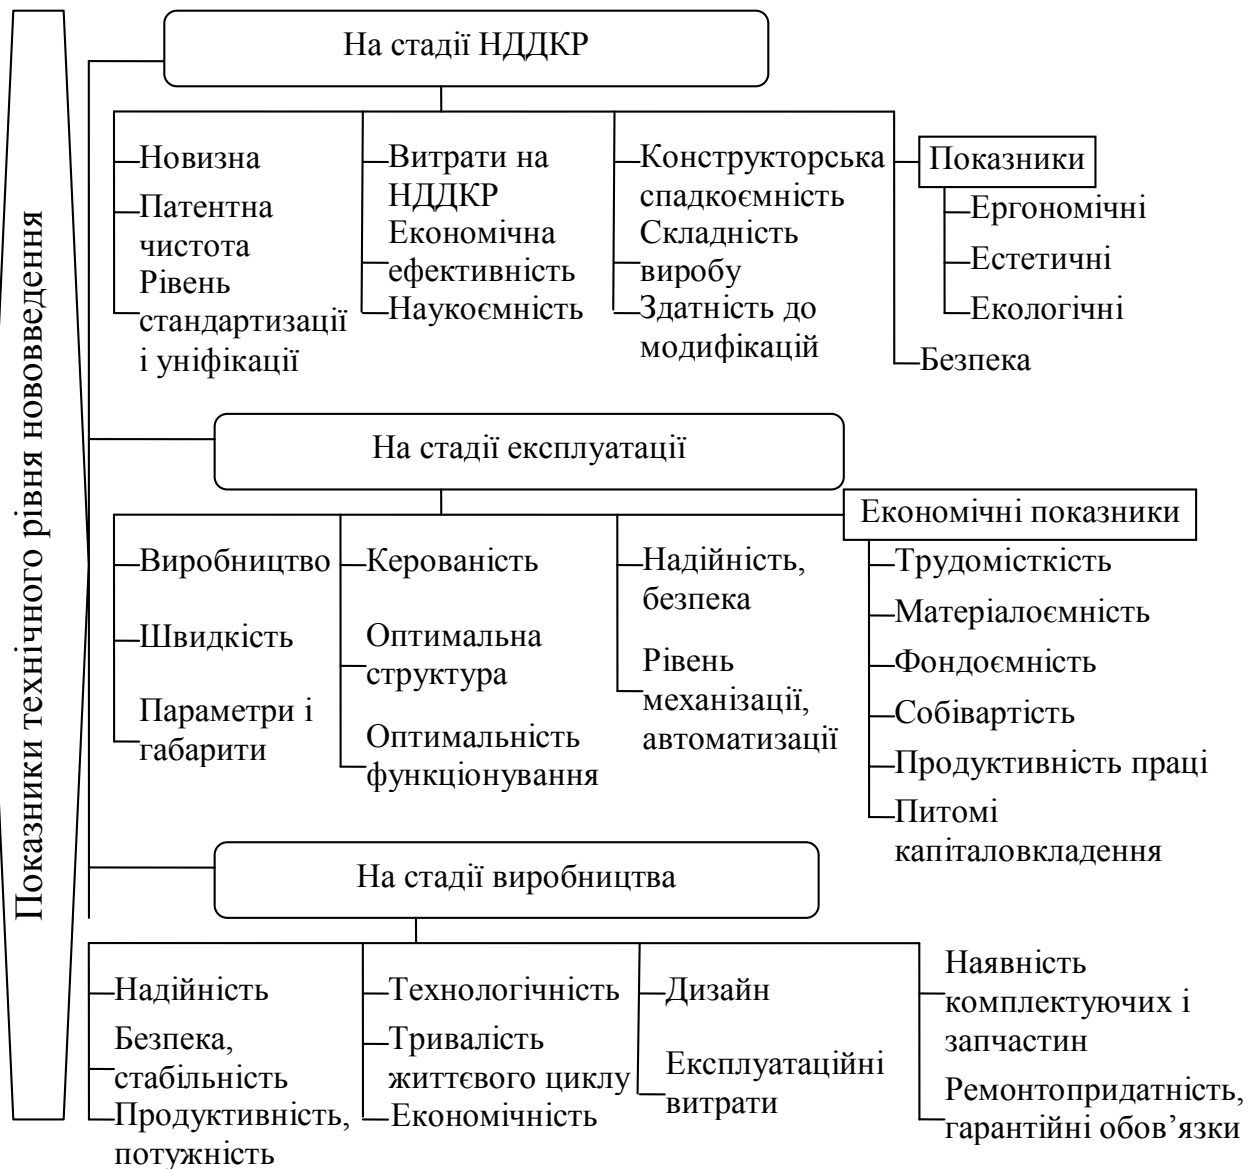 Показники технічного рівня нововведення
На стадії НДДКР
Новизна
Патентна
чистота
Рівень
стандартизації
і уніфікації
Витрати на
НДДКР
Економічна
ефективність
Наукоємність
Конструкторська
спадкоємність
Складність
виробу
Здатність до
модифікацій
Показники
Ергономічні
Естетичні
Екологічні
Безпека
На стадії експлуатації
Виробництво
Швидкість
Параметри і
габарити
Керованість
Оптимальна
структура
Оптимальність
функціонування
Надійність,
безпека
Рівень
механізації,
автоматизації
Економічні показники
Трудомісткість
Матеріалоємність
Фондоємність
Собівартість
Продуктивність праці
Питомі
капіталовкладення
На стадії виробництва
Надійність
Безпека,
стабільність
Продуктивність,
потужність
Технологічність
Тривалість
життєвого циклу
Економічність
Дизайн
Експлуатаційні
витрати
Наявність
комплектуючих і
запчастин
Ремонтопридатність,
гарантійні обов’язки